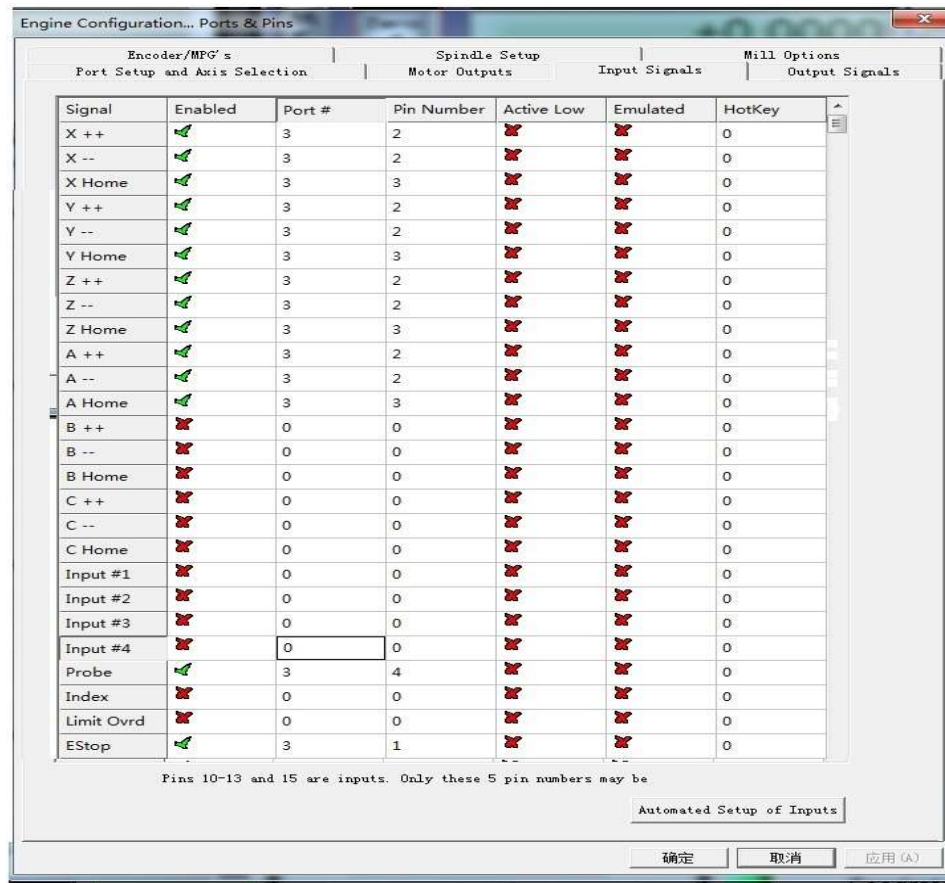 Engine Configuration... Ports & Pins
Encoder/MPG's Spindle Setup Mill Options
Port Setup and Axis Selection Motor Outputs Input Signals Output Signals
Signal Enabled Port # Pin Number Active Low Emulated HotKey
X ++ 3 2 0
X -- 3 2 0
X Home 3 3 0
Y ++ 3 2 0
Y -- 3 2 0
Y Home 3 3 0
Z ++ 3 2 0
Z -- 3 2 0
Z Home 3 3 0
A ++ 3 2 0
A -- 3 2 0
A Home 3 3 0
B ++ 0 0 0
B -- 0 0 0
B Home 0 0 0
C ++ 0 0 0
C -- 0 0 0
C Home 0 0 0
Input #1 0 0 0
Input #2 0 0 0
Input #3 0 0 0
Input #4 0 0 0
Probe 3 4 0
Index 0 0 0
Limit Ovrd 0 0 0
EStop 3 1 0
Pins 10-13 and 15 are inputs. Only these 5 pin numbers may be
Automated Setup of Inputs
确定 取消 应用(A)